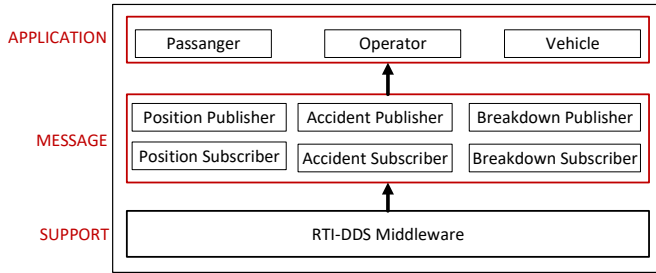 APPLICATION
Passanger Operator Vehicle
MESSAGE
Position Publisher Accident Publisher Breakdown Publisher
Position Subscriber Accident Subscriber Breakdown Subscriber
SUPPORT
RTI-DDS Middleware